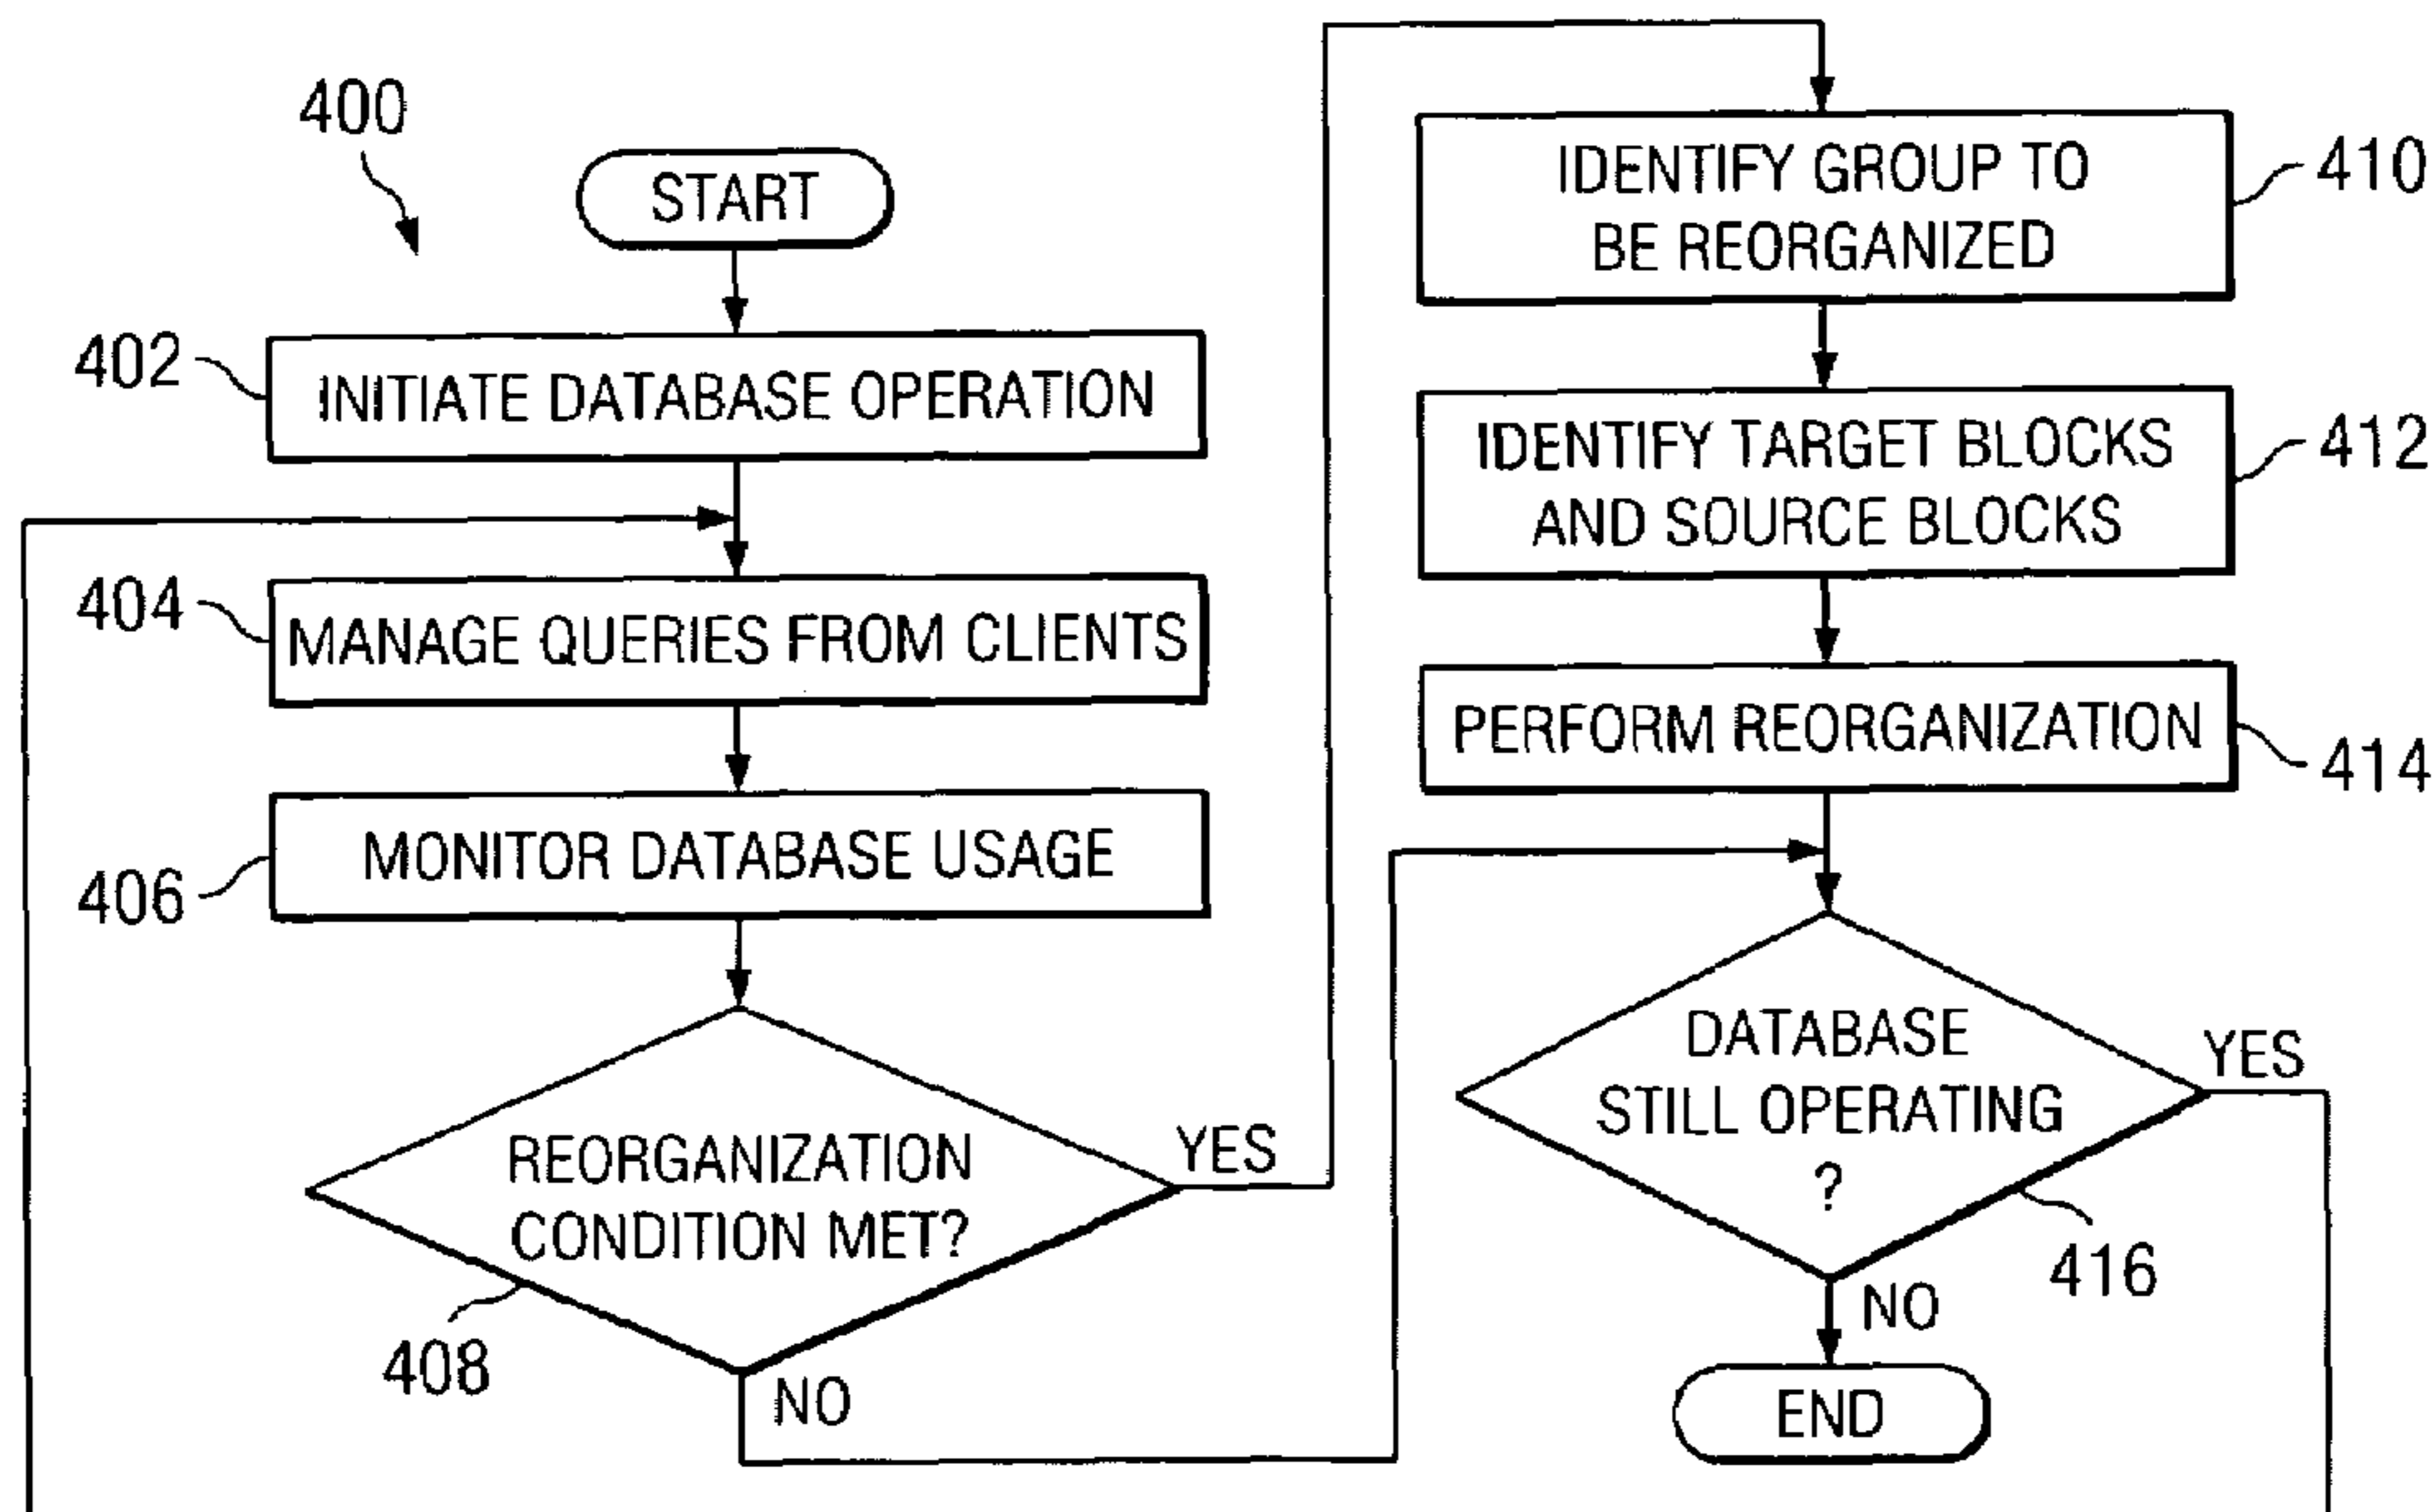 400
START
402
INITIATE DATABASE OPERATION
404
MANAGE QUERIES FROM CLIENTS
MONITOR DATABASE USAGE
406
REORGANIZATION
CONDITION MET?
YES
408
NO
IDENTIFY GROUP TO
BE REORGANIZED
410
IDENTIFY TARGET BLOCKS
AND SOURCE BLOCKS
412
PERFORM REORGANIZATION
414
DATABASE
STILL OPERATING
?
YES
416
NO
END